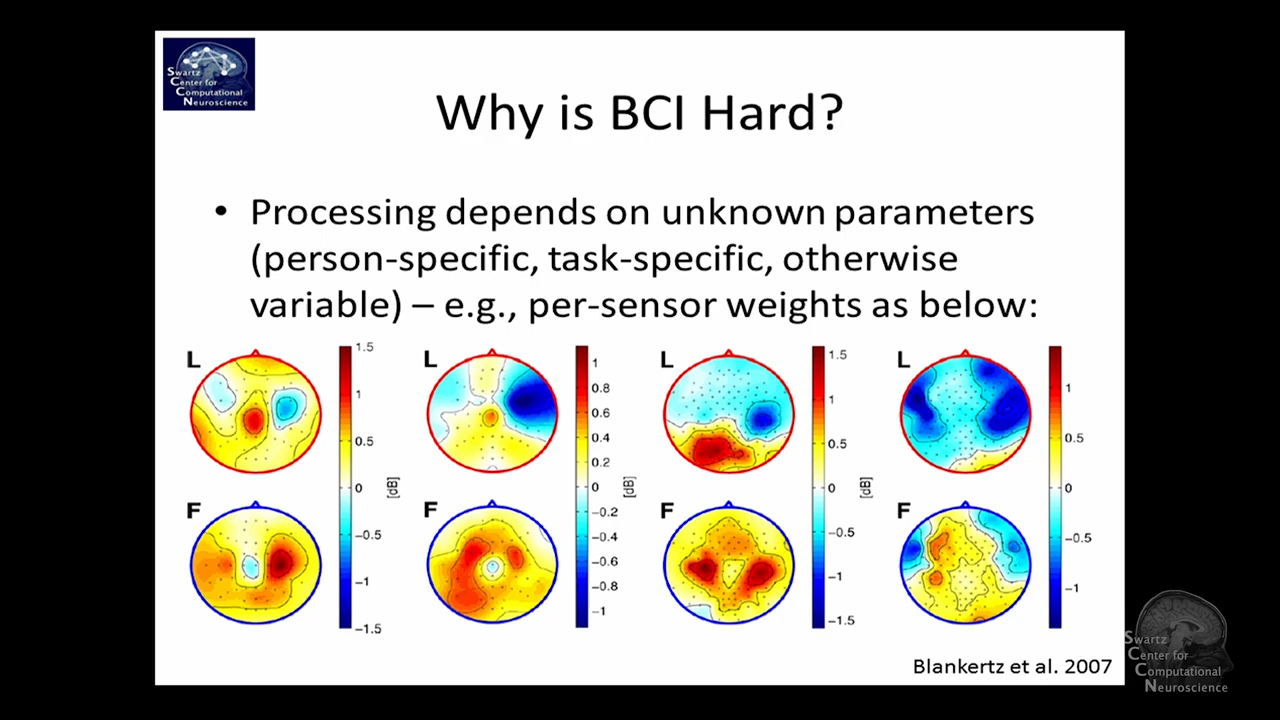 Swartz
Center for
Computational
Neuroscience
Why is BCI Hard?
• Processing depends on unknown parameters
(person-specific, task-specific, otherwise
variable) – e.g., per-sensor weights as below:
L
1.5
1
0.5
0
−0.5
−1
−1.5
[dB]
F
L
1
0.8
0.6
0.4
0.2
0
−0.2
−0.4
−0.6
−0.8
−1
[dB]
F
L
1.5
1
0.5
0
−0.5
−1
−1.5
[dB]
F
L
1
0.5
0
−0.5
−1
F
Blankertz et al. 2007
Swartz
Center for
Computational
Neuroscience